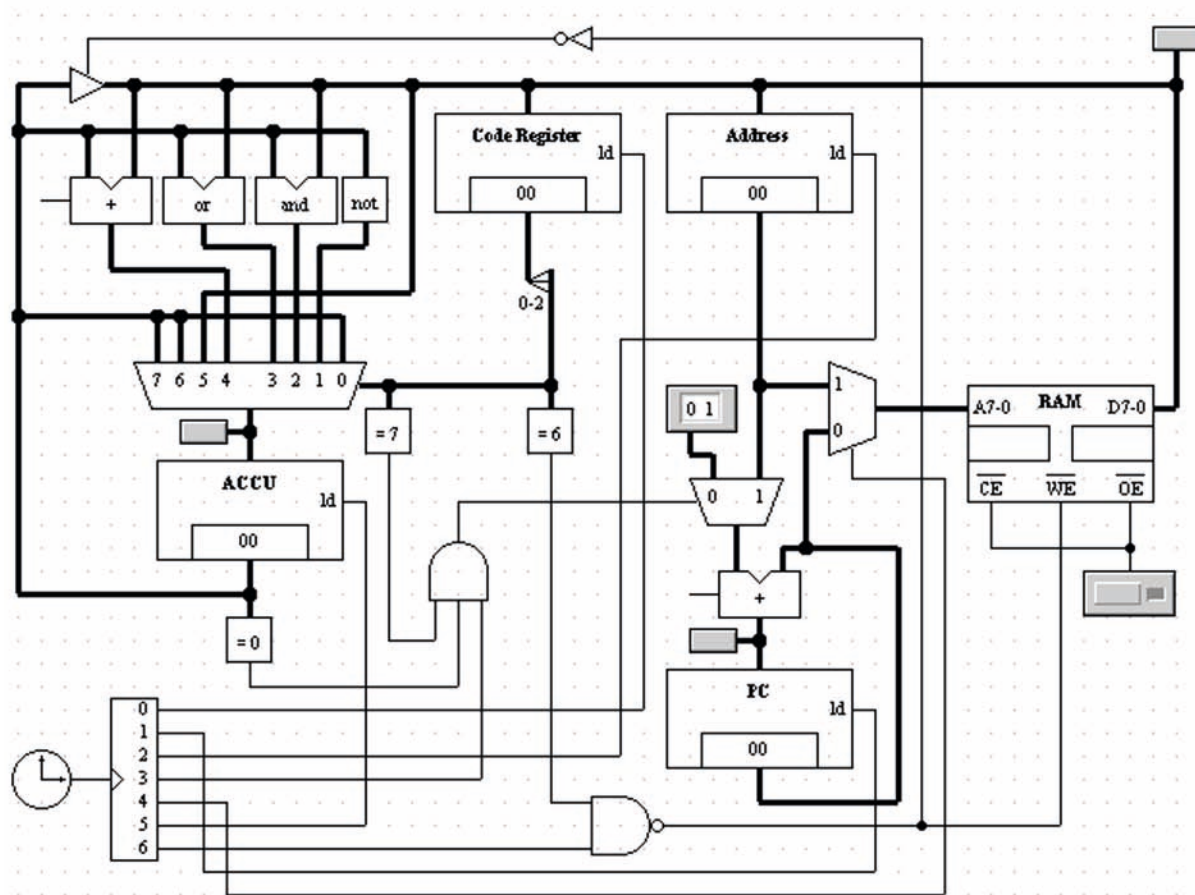 Code Register
ld
00
Address
ld
00
+
or
and
not
0-2
7 6 5 4 3 2 1 0
= 7
= 6
0 1
1
0
A7-0 RAM D7-0
CE WE OE
ACCU
ld
00
0 1
+
= 0
PC
ld
00
0
1
2
3
4
5
6